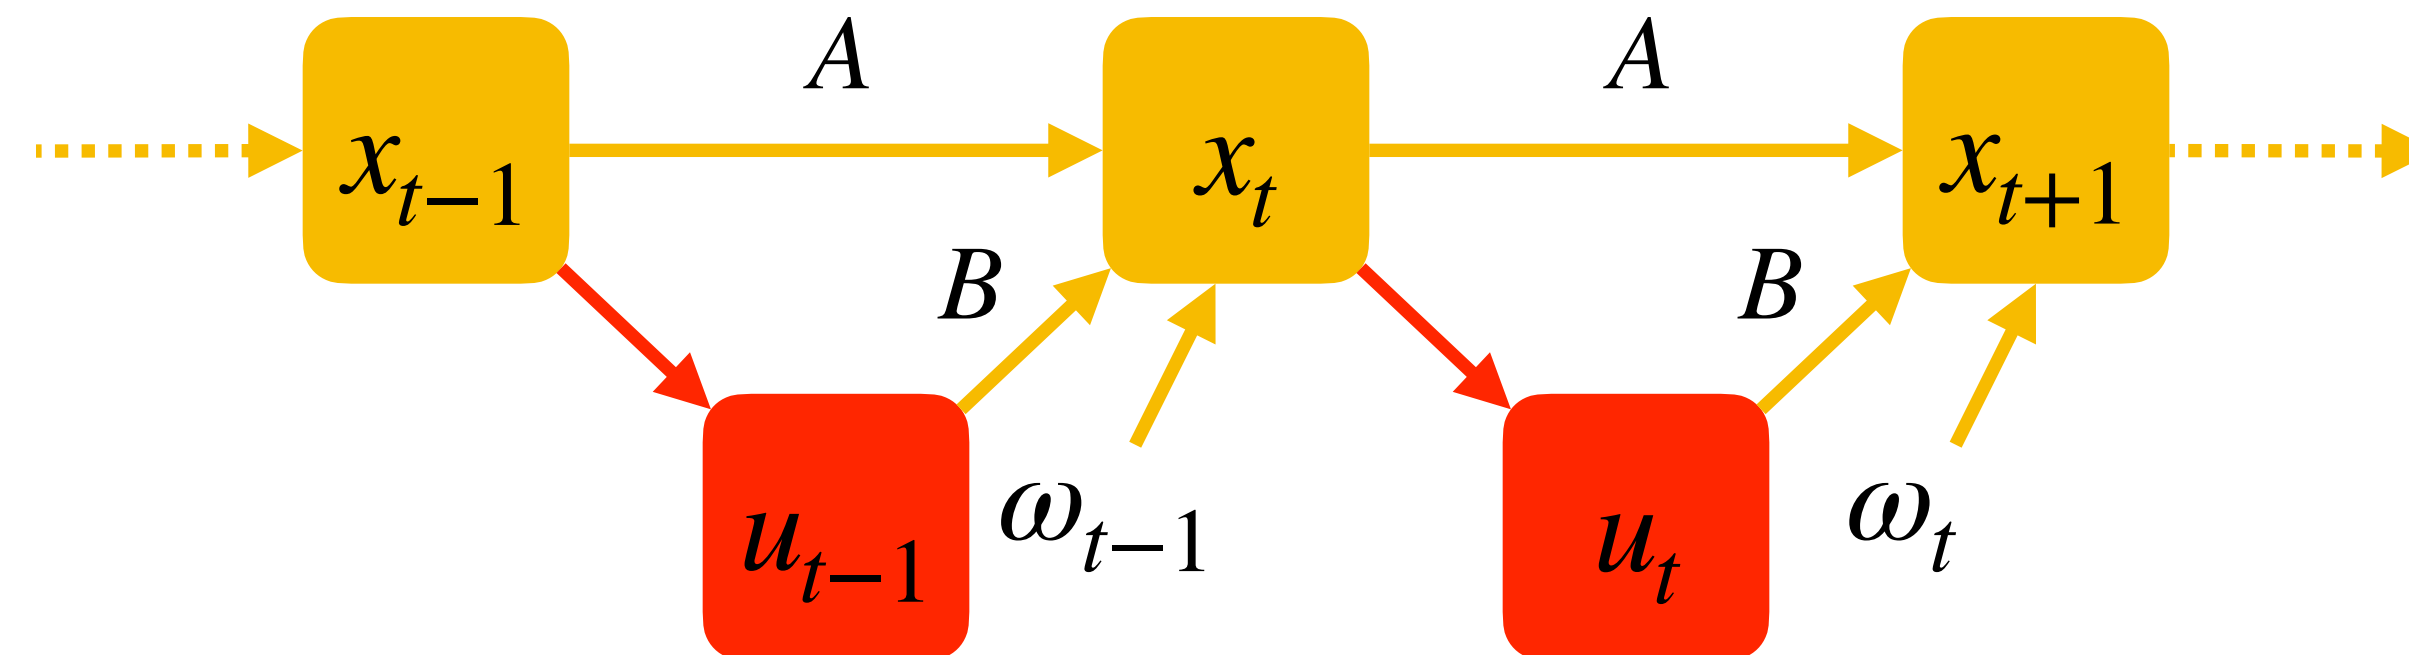 A A
x_{t−1} x_t x_{t+1}
B B
u_{t−1} ω_{t−1} u_t ω_t